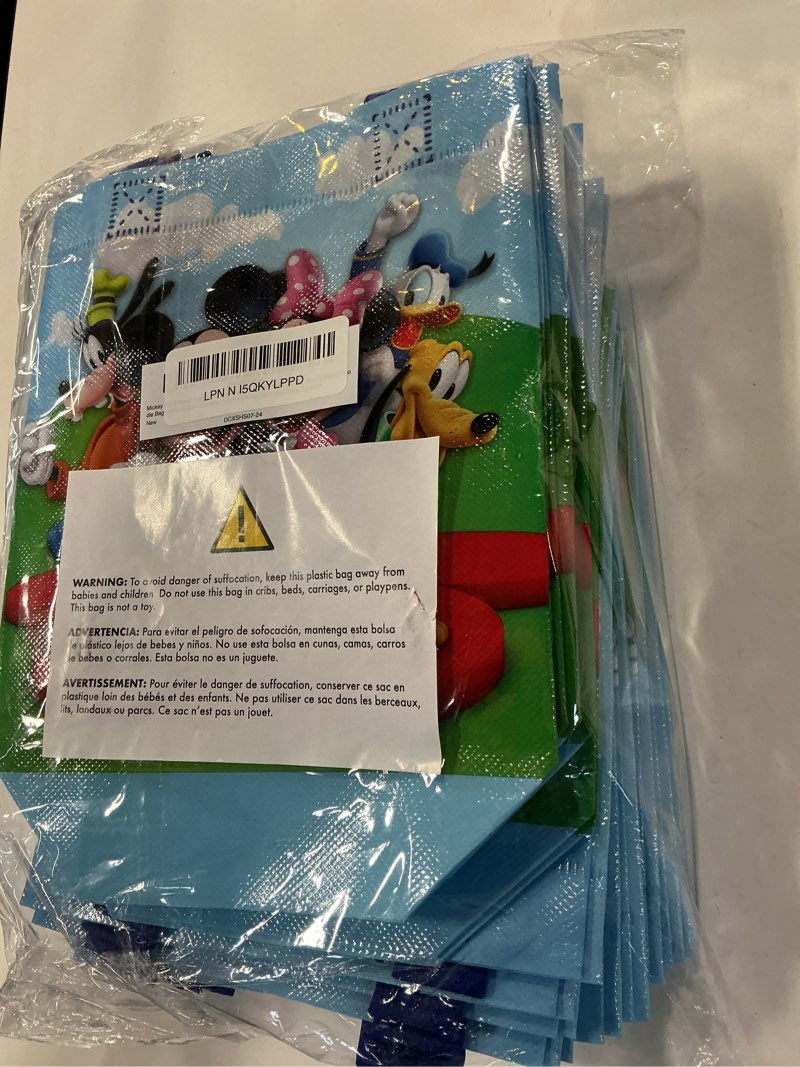 LPN N I5QKYLPPD
Mickey
die Bag
New
DCXSHS07-24
WARNING: To avoid danger of suffocation, keep this plastic bag away from
babies and children. Do not use this bag in cribs, beds, carriages, or playpens.
This bag is not a toy.
ADVERTENCIA: Para evitar el peligro de sofocación, mantenga esta bolsa
de plástico lejos de bebes y niños. No use esta bolsa en cunas, camas, carros
de bebes o corrales. Esta bolsa no es un juguete.
AVERTISSEMENT: Pour éviter le danger de suffocation, conserver ce sac en
plastique loin des bébés et des enfants. Ne pas utiliser ce sac dans les berceaux,
lits, landaux ou parcs. Ce sac n'est pas un jouet.